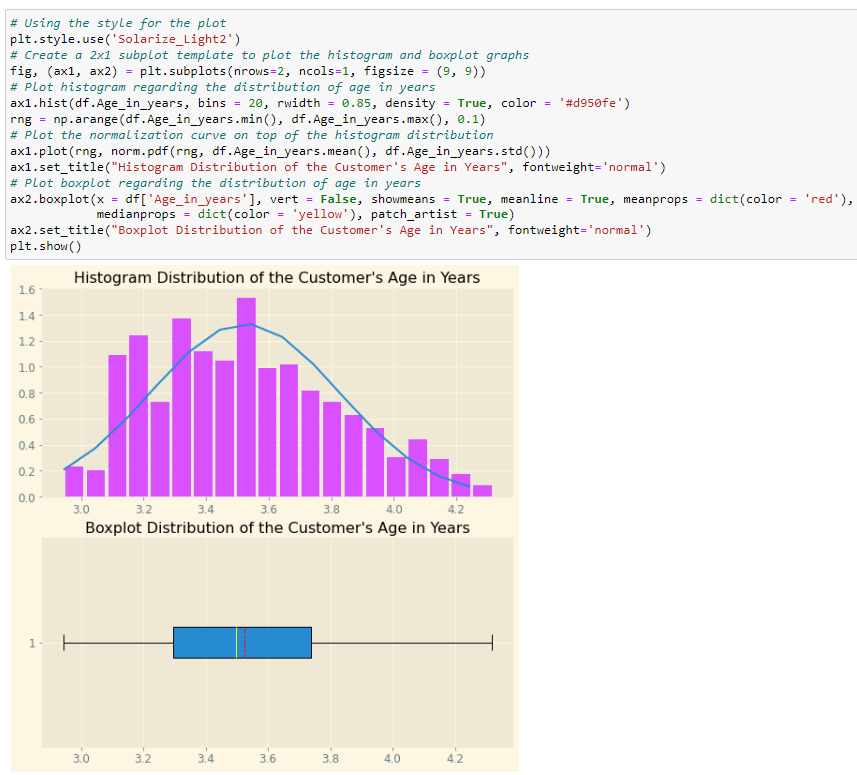 # Using the style for the plot
plt.style.use('Solarize_Light2')
# Create a 2x1 subplot template to plot the histogram and boxplot graphs
fig, (ax1, ax2) = plt.subplots(nrows=2, ncols=1, figsize = (9, 9))
# Plot histogram regarding the distribution of age in years
ax1.hist(df.Age_in_years, bins = 20, rwidth = 0.85, density = True, color = '#d950fe')
rng = np.arange(df.Age_in_years.min(), df.Age_in_years.max(), 0.1)
# Plot the normalization curve on top of the histogram distribution
ax1.plot(rng, norm.pdf(rng, df.Age_in_years.mean(), df.Age_in_years.std()))
ax1.set_title("Histogram Distribution of the Customer's Age in Years", fontweight='normal')
# Plot boxplot regarding the distribution of age in years
ax2.boxplot(x = df['Age_in_years'], vert = False, showmeans = True, meanline = True, meanprops = dict(color = 'red'),
            medianprops = dict(color = 'yellow'), patch_artist = True)
ax2.set_title("Boxplot Distribution of the Customer's Age in Years", fontweight='normal')
plt.show()
Histogram Distribution of the Customer's Age in Years
1.6
1.4
1.2
1.0
0.8
0.6
0.4
0.2
0.0
3.0 3.2 3.4 3.6 3.8 4.0 4.2
Boxplot Distribution of the Customer's Age in Years
1
3.0 3.2 3.4 3.6 3.8 4.0 4.2